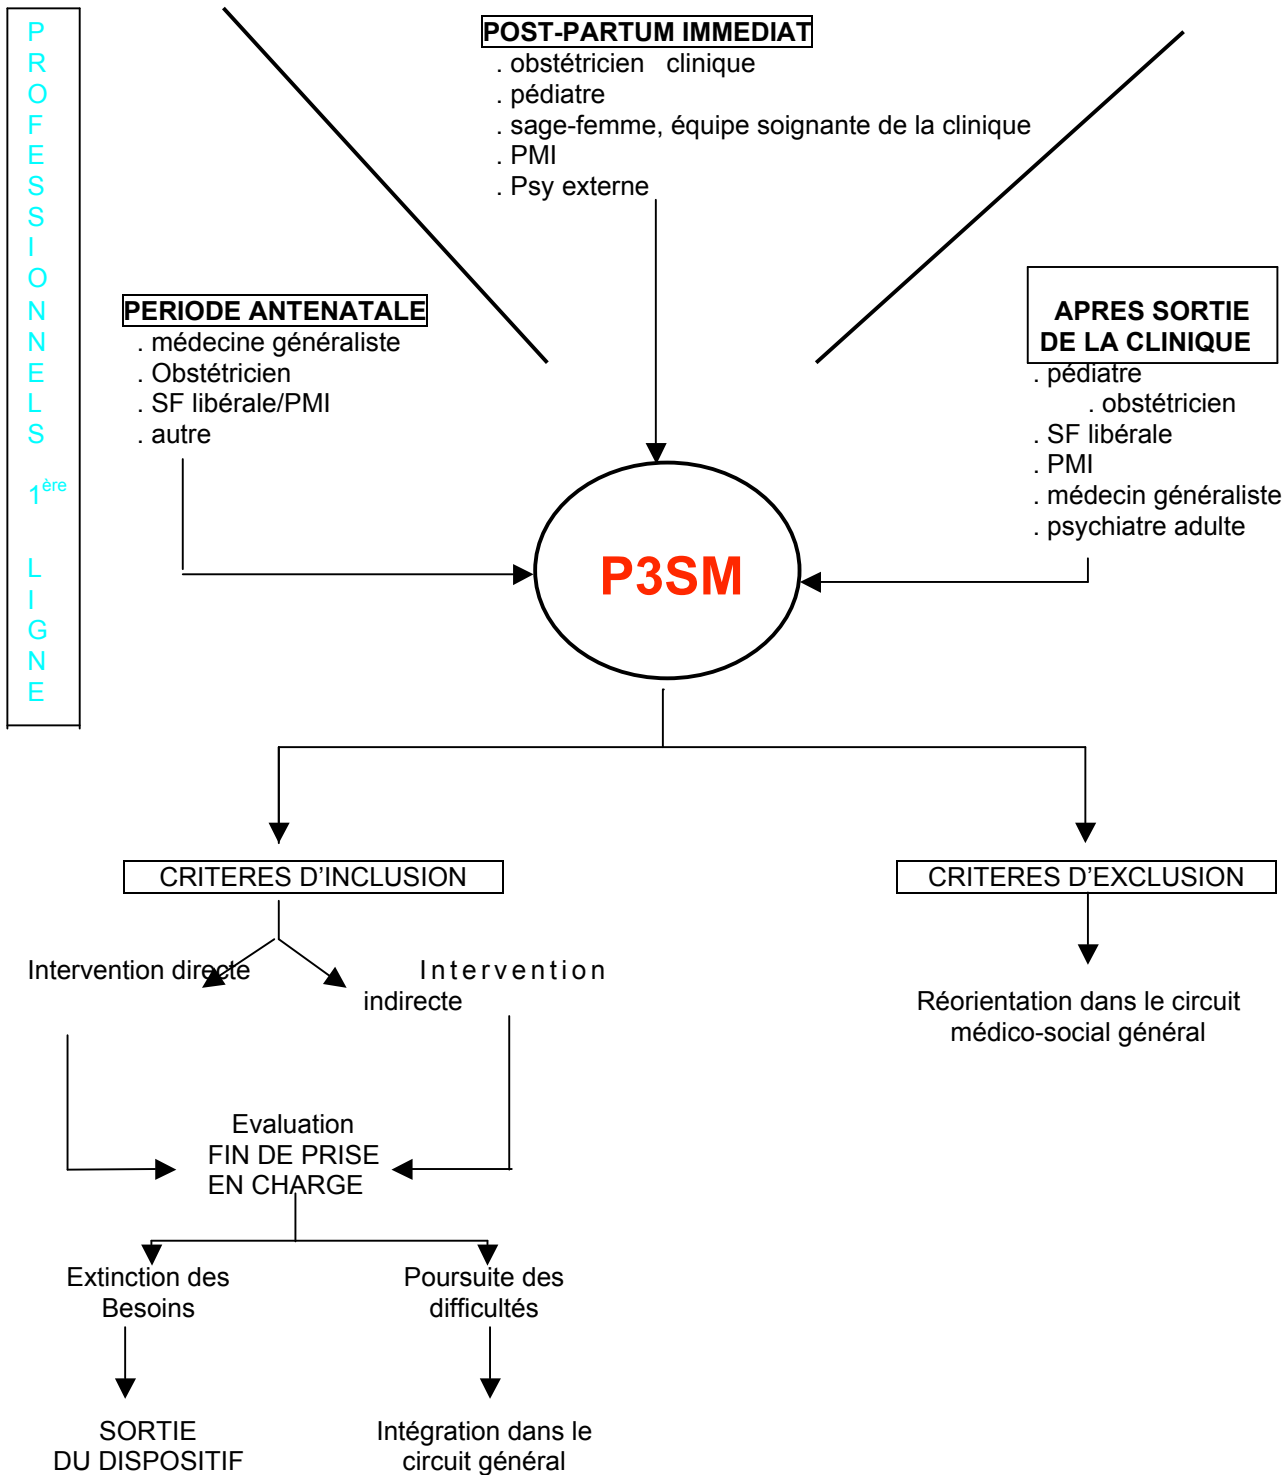 PROFESSIONNELS 1ère LIGNE
POST-PARTUM IMMEDIAT
. obstétricien clinique
. pédiatre
. sage-femme, équipe soignante de la clinique
. PMI
. Psy externe
PERIODE ANTENATALE
. médecine généraliste
. Obstétricien
. SF libérale/PMI
. autre
APRES SORTIE
DE LA CLINIQUE
. pédiatre
. obstétricien
. SF libérale
. PMI
. médecin généraliste
. psychiatre adulte
P3SM
CRITERES D'INCLUSION
CRITERES D'EXCLUSION
Intervention directe
Intervention
indirecte
Réorientation dans le circuit
médico-social général
Evaluation
FIN DE PRISE
EN CHARGE
Extinction des
Besoins
Poursuite des
difficultés
SORTIE
DU DISPOSITIF
Intégration dans le
circuit général